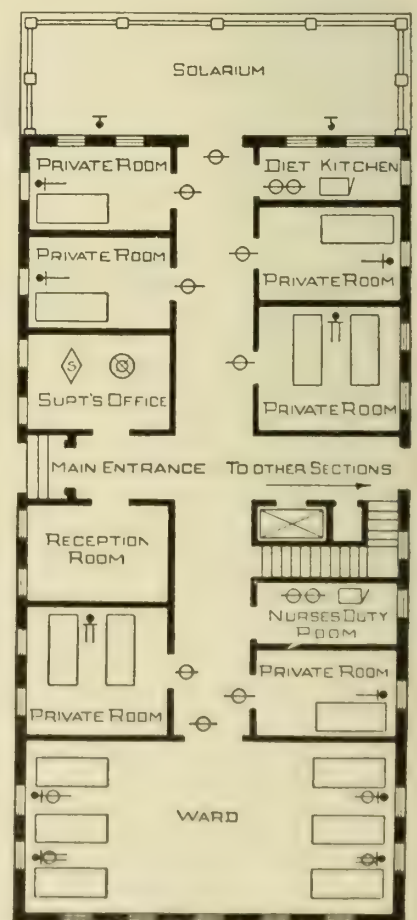 SOLARIUM
PRIVATE ROOM
DIET KITCHEN
PRIVATE ROOM
PRIVATE ROOM
S
SUPT'S OFFICE
PRIVATE ROOM
MAIN ENTRANCE
TO OTHER SECTIONS
RECEPTION
ROOM
NURSES DUTY
ROOM
PRIVATE ROOM
PRIVATE ROOM
WARD